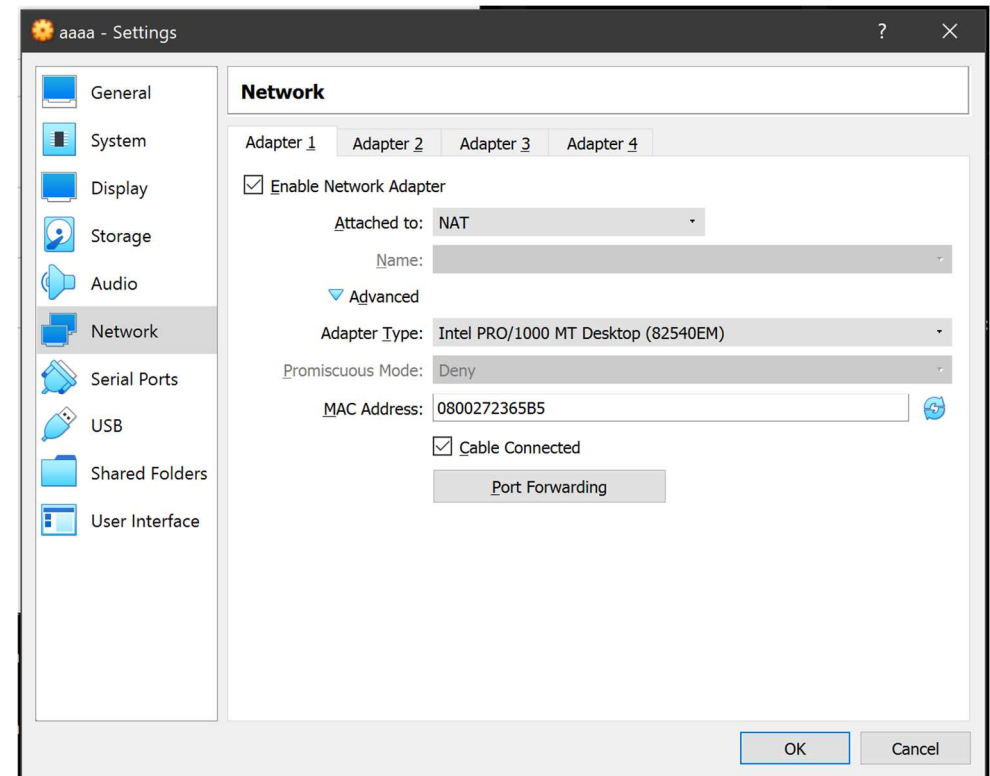 aaaa - Settings
?
General
System
Display
Storage
Audio
Network
Serial Ports
USB
Shared Folders
User Interface
Network
Adapter 1 Adapter 2 Adapter 3 Adapter 4
Enable Network Adapter
Attached to: NAT
Name:
Advanced
Adapter Type: Intel PRO/1000 MT Desktop (82540EM)
Promiscuous Mode: Deny
MAC Address: 0800272365B5
Cable Connected
Port Forwarding
OK Cancel